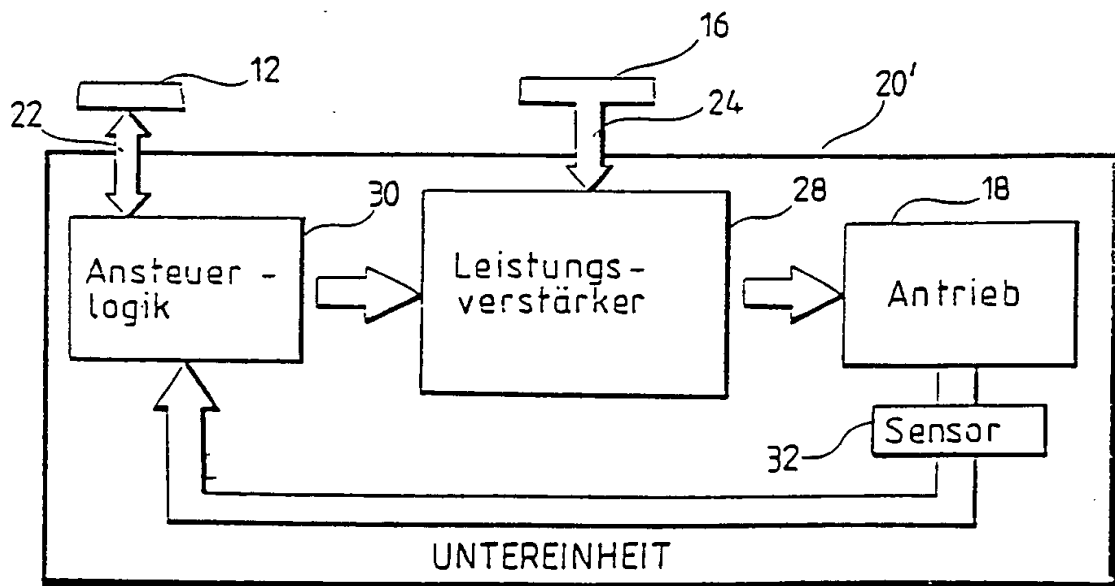 16
12
20'
22
24
30
28
18
Ansteuer-
logik
Leistungs-
verstärker
Antrieb
Sensor
32
UNTEREINHEIT